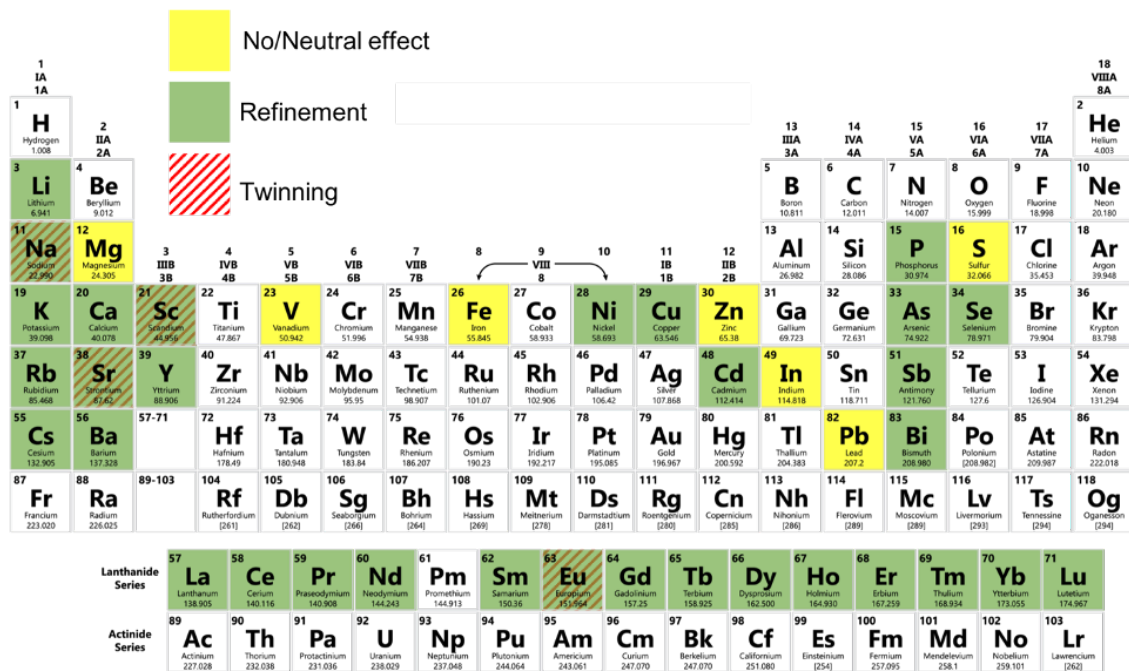 No/Neutral effect
Refinement
Twinning
1 18
IA VIIIA
1A 8A
1 2
H He
Hydrogen Helium
1.008 4.003
2 13 14 15 16 17
IIA IIIA IVA VA VIA VIIA
2A 3A 4A 5A 6A 7A
3 4 5 6 7 8 9 10
Li Be B C N O F Ne
Lithium Beryllium Boron Carbon Nitrogen Oxygen Fluorine Neon
6.941 9.012 10.811 12.011 14.007 15.999 18.998 20.180
11 12 13 14 15 16 17 18
Na Mg Al Si P S Cl Ar
Sodium Magnesium Aluminum Silicon Phosphorus Sulfur Chlorine Argon
22.990 24.305 26.982 28.086 30.974 32.066 35.453 39.948
3 4 5 6 7 8 9 10 11 12
IIIB IVB VB VIB VIIB VIII IB IIB
3B 4B 5B 6B 7B 8 1B 2B
19 20 21 22 23 24 25 26 27 28 29 30 31 32 33 34 35 36
K Ca Sc Ti V Cr Mn Fe Co Ni Cu Zn Ga Ge As Se Br Kr
Potassium Calcium Scandium Titanium Vanadium Chromium Manganese Iron Cobalt Nickel Copper Zinc Gallium Germanium Arsenic Selenium Bromine Krypton
39.098 40.078 44.956 47.867 50.942 51.996 54.938 55.845 58.933 58.693 63.546 65.38 69.723 72.631 74.922 78.971 79.904 83.798
37 38 39 40 41 42 43 44 45 46 47 48 49 50 51 52 53 54
Rb Sr Y Zr Nb Mo Tc Ru Rh Pd Ag Cd In Sn Sb Te I Xe
Rubidium Strontium Yttrium Zirconium Niobium Molybdenum Technetium Ruthenium Rhodium Palladium Silver Cadmium Indium Tin Antimony Tellurium Iodine Xenon
85.468 87.62 88.906 91.224 92.906 95.95 98.907 101.07 102.906 106.42 107.868 112.414 114.818 118.711 121.760 127.6 126.904 131.294
55 56 57-71 72 73 74 75 76 77 78 79 80 81 82 83 84 85 86
Cs Ba Hf Ta W Re Os Ir Pt Au Hg Tl Pb Bi Po At Rn
Cesium Barium Hafnium Tantalum Tungsten Rhenium Osmium Iridium Platinum Gold Mercury Thallium Lead Bismuth Polonium Astatine Radon
132.905 137.328 178.49 180.948 183.84 186.207 190.23 192.217 195.085 196.967 200.592 204.383 207.2 208.980 [208.982] 209.987 222.018
87 88 89-103 104 105 106 107 108 109 110 111 112 113 114 115 116 117 118
Fr Ra Rf Db Sg Bh Hs Mt Ds Rg Cn Nh Fl Mc Lv Ts Og
Francium Radium Rutherfordium Dubnium Seaborgium Bohrium Hassium Meitnerium Darmstadtium Roentgenium Copernicium Nihonium Flerovium Moscovium Livermorium Tennessine Oganesson
223.020 226.025 [261] [262] [266] [264] [269] [278] [281] [280] [285] [286] [289] [289] [293] [294] [294]
Lanthanide
Series
57 58 59 60 61 62 63 64 65 66 67 68 69 70 71
La Ce Pr Nd Pm Sm Eu Gd Tb Dy Ho Er Tm Yb Lu
Lanthanum Cerium Praseodymium Neodymium Promethium Samarium Europium Gadolinium Terbium Dysprosium Holmium Erbium Thulium Ytterbium Lutetium
138.905 140.116 140.908 144.243 144.913 150.36 151.964 157.25 158.925 162.500 164.930 167.259 168.934 173.055 174.967
Actinide
Series
89 90 91 92 93 94 95 96 97 98 99 100 101 102 103
Ac Th Pa U Np Pu Am Cm Bk Cf Es Fm Md No Lr
Actinium Thorium Protactinium Uranium Neptunium Plutonium Americium Curium Berkelium Californium Einsteinium Fermium Mendelevium Nobelium Lawrencium
227.028 232.038 231.036 238.029 237.048 244.064 243.061 247.070 247.070 251.080 [254] 257.095 258.1 259.101 [262]